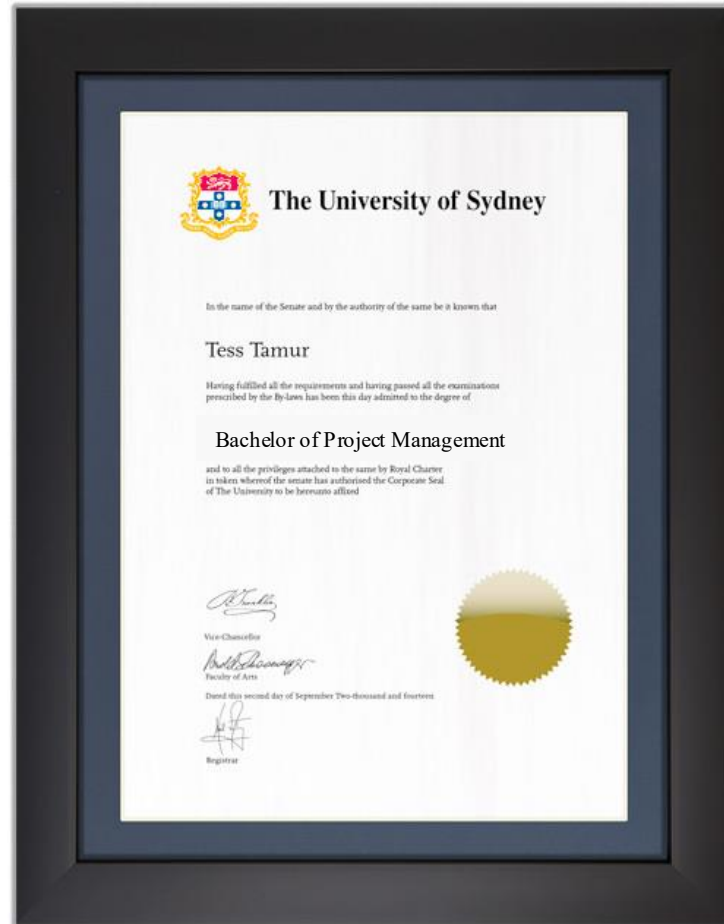 The University of Sydney
In the name of the Senate and by the authority of the same be it known that
Tess Tamur
Having fulfilled all the requirements and having passed all the examinations
prescribed by the By-laws has been this day admitted to the degree of
Bachelor of Project Management
and to all the privileges attached to the same by Royal Charter
in token whereof the senate has authorised the Corporate Seal
of The University to be hereunto affixed
Vice-Chancellor
Faculty of Arts
Dated this second day of September Two-thousand and fourteen
Registrar